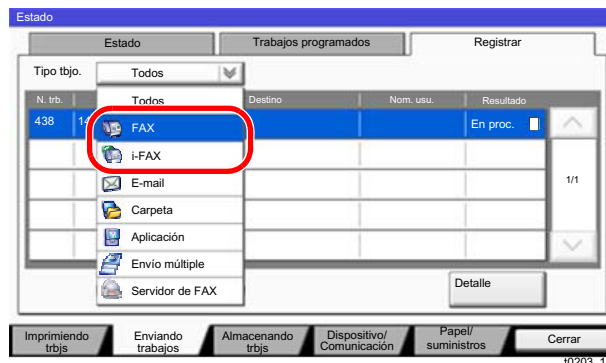 Estado
Estado Trabajos programados Registrar
Tipo tbjo. Todos
N. trb. Todos Destino Nom. usu. Resultado
438 14 FAX En proc.
i-FAX
E-mail 1/1
Carpeta
Aplicación
Envío múltiple
Servidor de FAX Detalle
Imprimiendo trbjs Enviando trabajos Almacenando trbjs Dispositivo/ Comunicación Papel/ suministros Cerrar